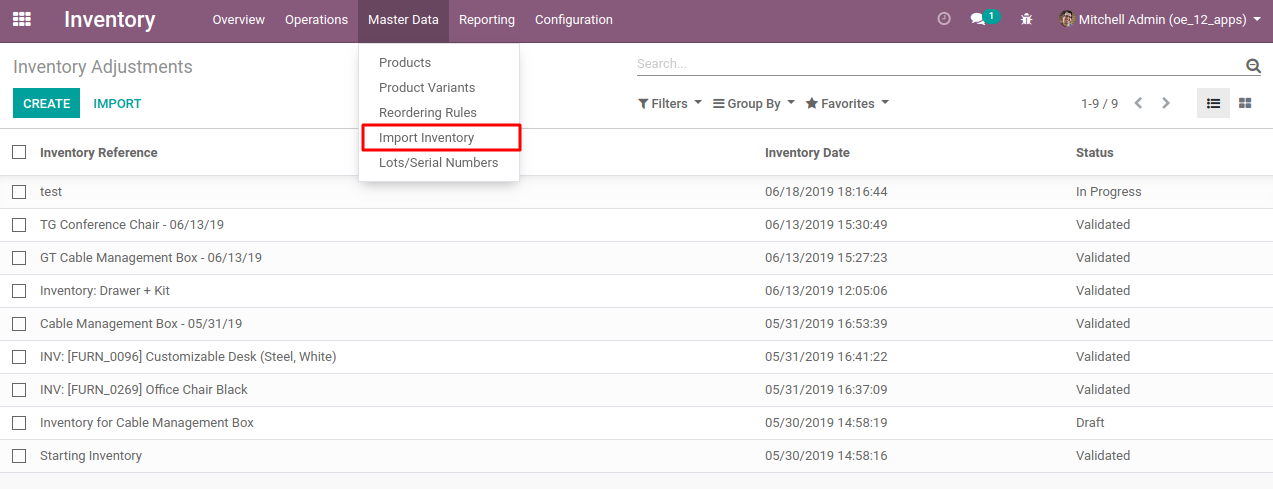 Inventory Overview Operations Master Data Reporting Configuration 1 Mitchell Admin (oe_12_apps)
Inventory Adjustments Search...
Products
Product Variants
CREATE IMPORT Filters Group By Favorites 1-9 / 9
Reordering Rules
Import Inventory
Lots/Serial Numbers
Inventory Reference Inventory Date Status
test 06/18/2019 18:16:44 In Progress
TG Conference Chair - 06/13/19 06/13/2019 15:30:49 Validated
GT Cable Management Box - 06/13/19 06/13/2019 15:27:23 Validated
Inventory: Drawer + Kit 06/13/2019 12:05:06 Validated
Cable Management Box - 05/31/19 05/31/2019 16:53:39 Validated
INV: [FURN_0096] Customizable Desk (Steel, White) 05/31/2019 16:41:22 Validated
INV: [FURN_0269] Office Chair Black 05/31/2019 16:37:09 Validated
Inventory for Cable Management Box 05/30/2019 14:58:19 Draft
Starting Inventory 05/30/2019 14:58:16 Validated